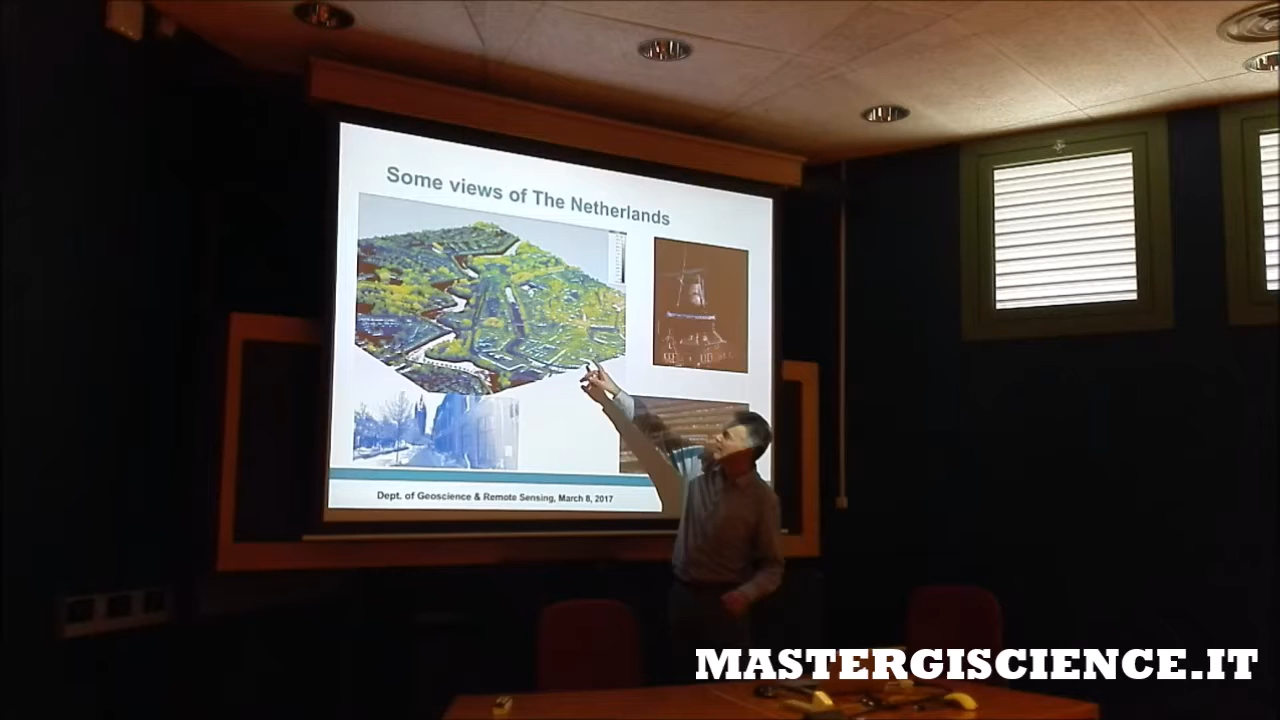 Some views of The Netherlands
Dept. of Geoscience & Remote Sensing, March 8, 2017
MASTERGISCIENCE.IT